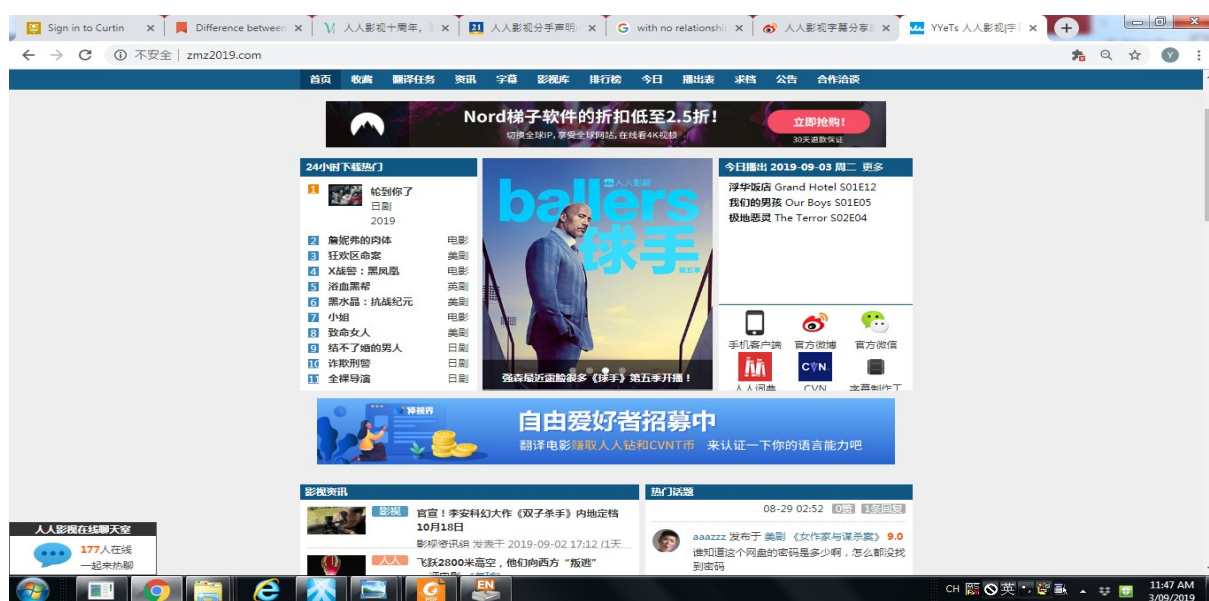 Sign in to Curtin
Difference between
人人影视十周年,
人人影视分手声明
with no relationship
人人影视字幕分享
YYeTs 人人影视|字
不安全 | zmz2019.com
Y
首页 收藏 翻译任务 资讯 字幕 影视库 排行榜 今日 播出表 求档 公告 合作洽谈
Nord梯子软件的折扣低至2.5折!
切换全球IP,享受全球网站,在线看4K视频
立即抢购!
30天退款保证
24小时下载热门
1 轮到你了
日剧
2019
2 詹妮弗的肉体 电影
3 狂欢区命案 美剧
4 X战警:黑凤凰 电影
5 浴血黑帮 英剧
6 黑水晶:抗战纪元 美剧
7 小姐 电影
8 致命女人 美剧
9 结不了婚的男人 日剧
10 诈欺刑警 日剧
11 全裸导演 日剧
人人影视
ballers
球手
第五季
强森最近露脸很多《球手》第五季开播!
今日播出 2019-09-03 周二 更多
浮华饭店 Grand Hotel S01E12
我们的男孩 Our Boys S01E05
极地恶灵 The Terror S02E04
手机客户端 官方微博 官方微信
CVN
人人词典 CVN 字幕制作工
译视界
自由爱好者招募中
翻译电影赚取人人钻和CVNT币 来认证一下你的语言能力吧
影视资讯
影视 官宣!李安科幻大作《双子杀手》内地定档
10月18日
影视资讯组 发表于 2019-09-02 17:12 (1天
人人 飞跃2800米高空,他们向西方“叛逃”
热门话题
08-29 02:52 0赞 1条回复
aaazzz 发布于 美剧 《女作家与谋杀案》 9.0
谁知道这个网盘的密码是多少啊,怎么都没找
到密码
人人影视在线聊天室
177人在线
一起来热聊
EN
CH 英
11:47 AM
3/09/2019